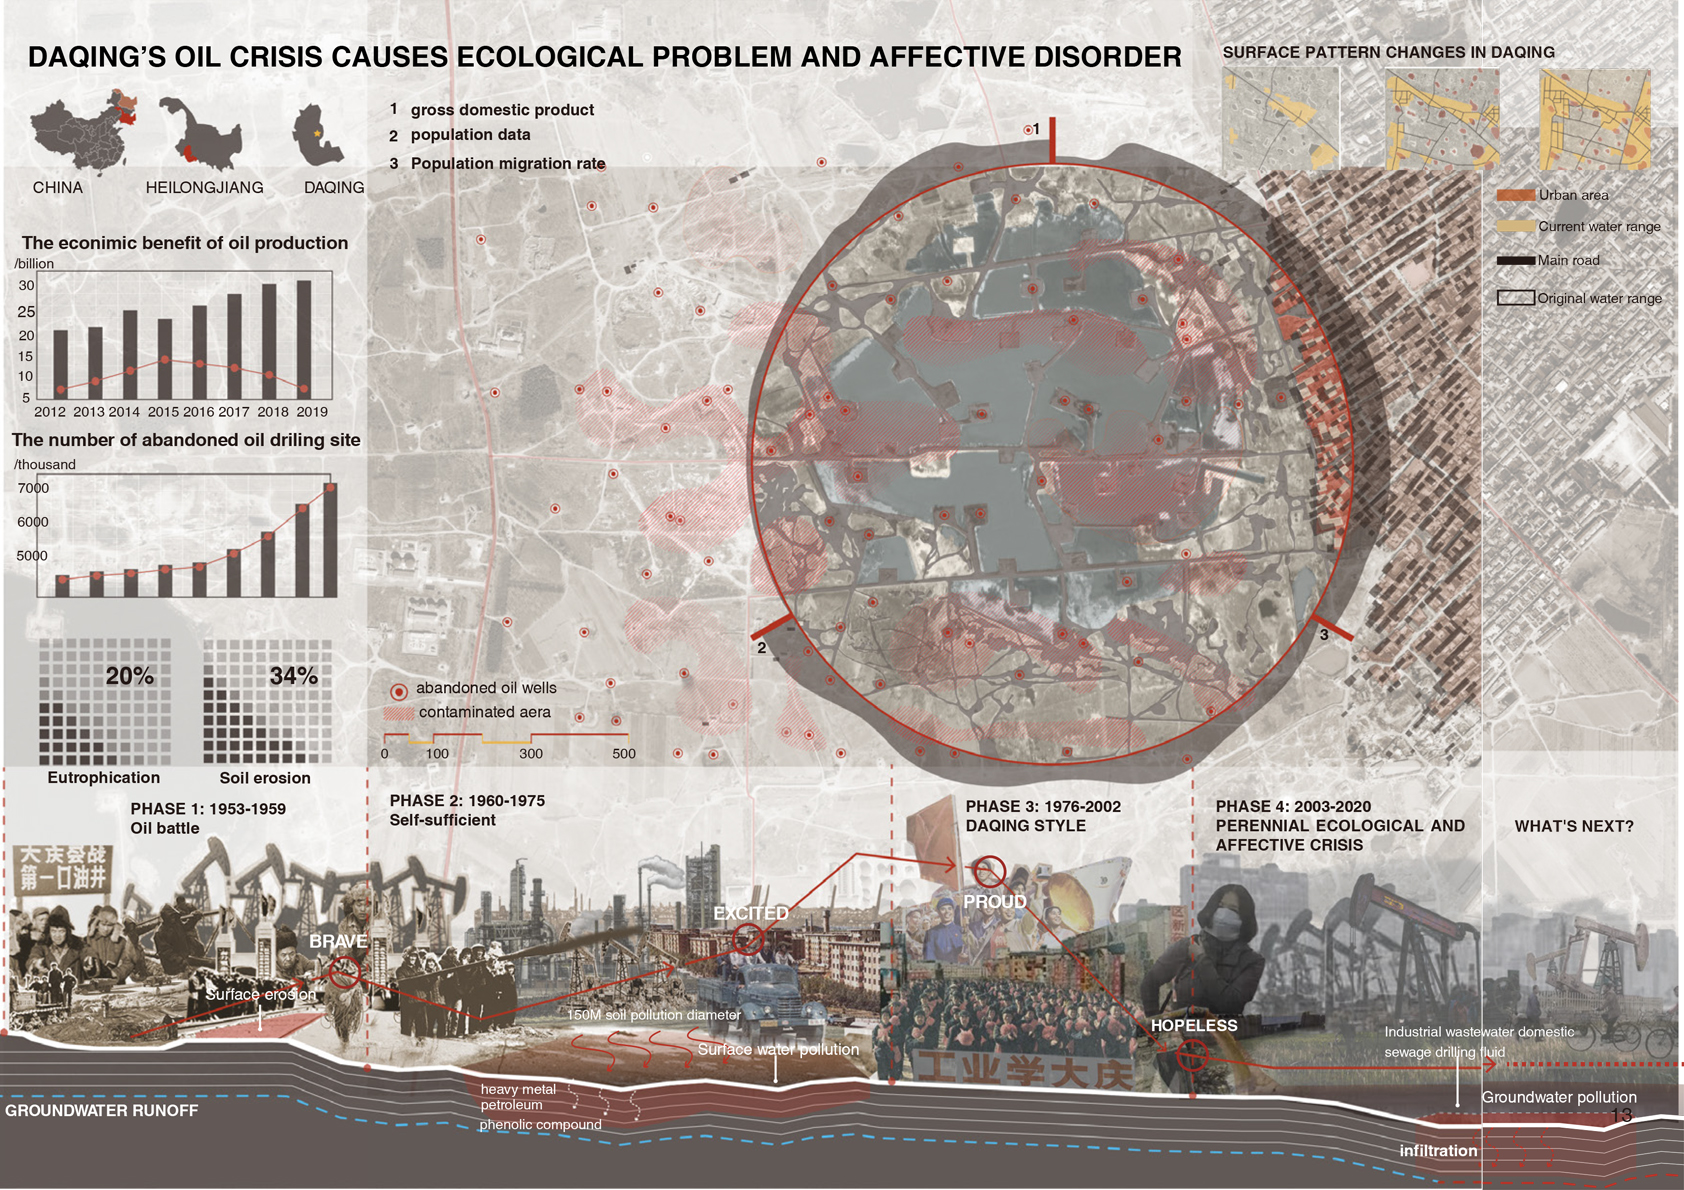 DAQING'S OIL CRISIS CAUSES ECOLOGICAL PROBLEM AND AFFECTIVE DISORDER
SURFACE PATTERN CHANGES IN DAQING
CHINA
HEILONGJIANG
DAQING
1 gross domestic product
2 population data
3 Population migration rate
1
2
3
Urban area
Current water range
Main road
Original water range
The econimic benefit of oil production
/billion
30
25
20
15
10
5
2012 2013 2014 2015 2016 2017 2018 2019
The number of abandoned oil driling site
/thousand
7000
6000
5000
20%
34%
Eutrophication
Soil erosion
abandoned oil wells
contaminated aera
0 100 300 500
PHASE 1: 1953-1959
Oil battle
PHASE 2: 1960-1975
Self-sufficient
PHASE 3: 1976-2002
DAQING STYLE
PHASE 4: 2003-2020
PERENNIAL ECOLOGICAL AND
AFFECTIVE CRISIS
WHAT'S NEXT?
大庆会战
第一口油井
BRAVE
EXCITED
PROUD
HOPELESS
Surface erosion
150M soil pollution diameter
Surface water pollution
工业学大庆
Industrial wastewater domestic
sewage drilling fluid
heavy metal
petroleum
phenolic compound
GROUNDWATER RUNOFF
Groundwater pollution
13
infiltration